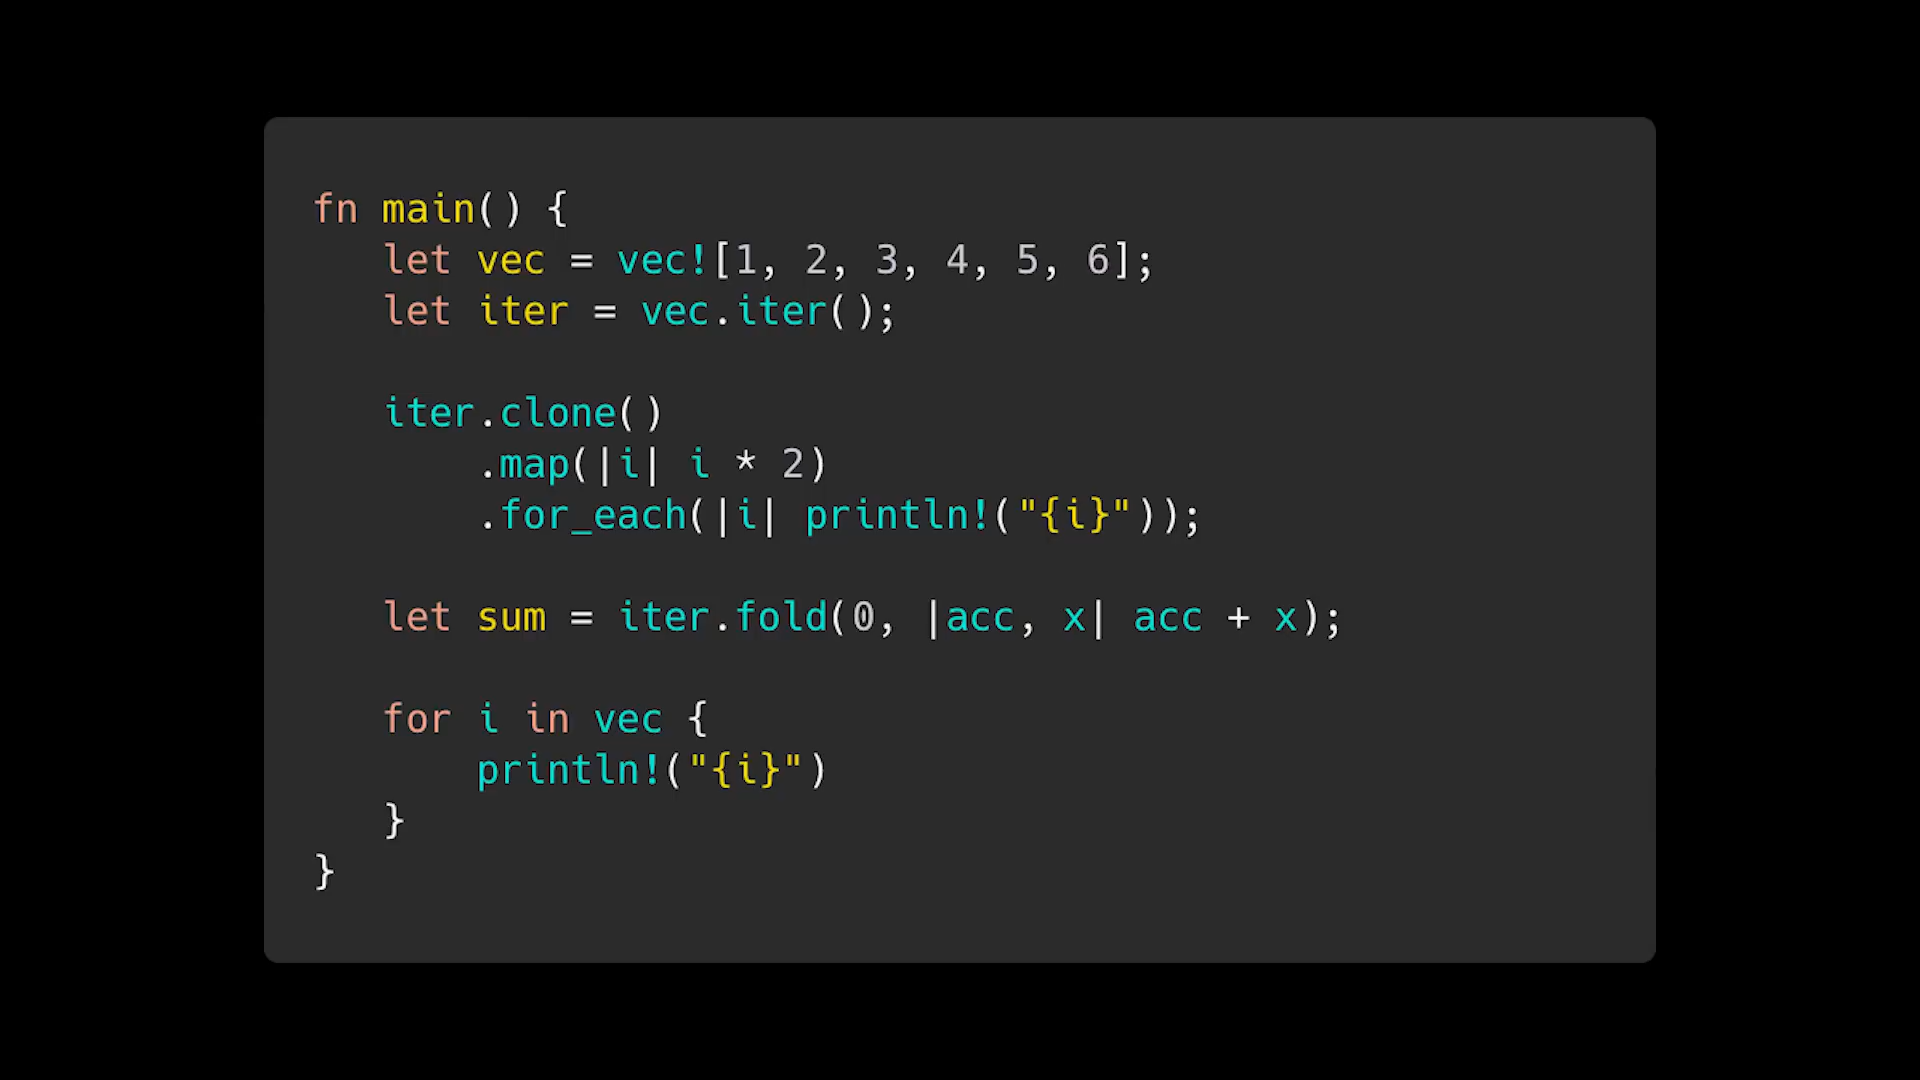 fn main() {
   let vec = vec![1, 2, 3, 4, 5, 6];
   let iter = vec.iter();

   iter.clone()
       .map(|i| i * 2)
       .for_each(|i| println!("{i}"));

   let sum = iter.fold(0, |acc, x| acc + x);

   for i in vec {
       println!("{i}")
   }
}